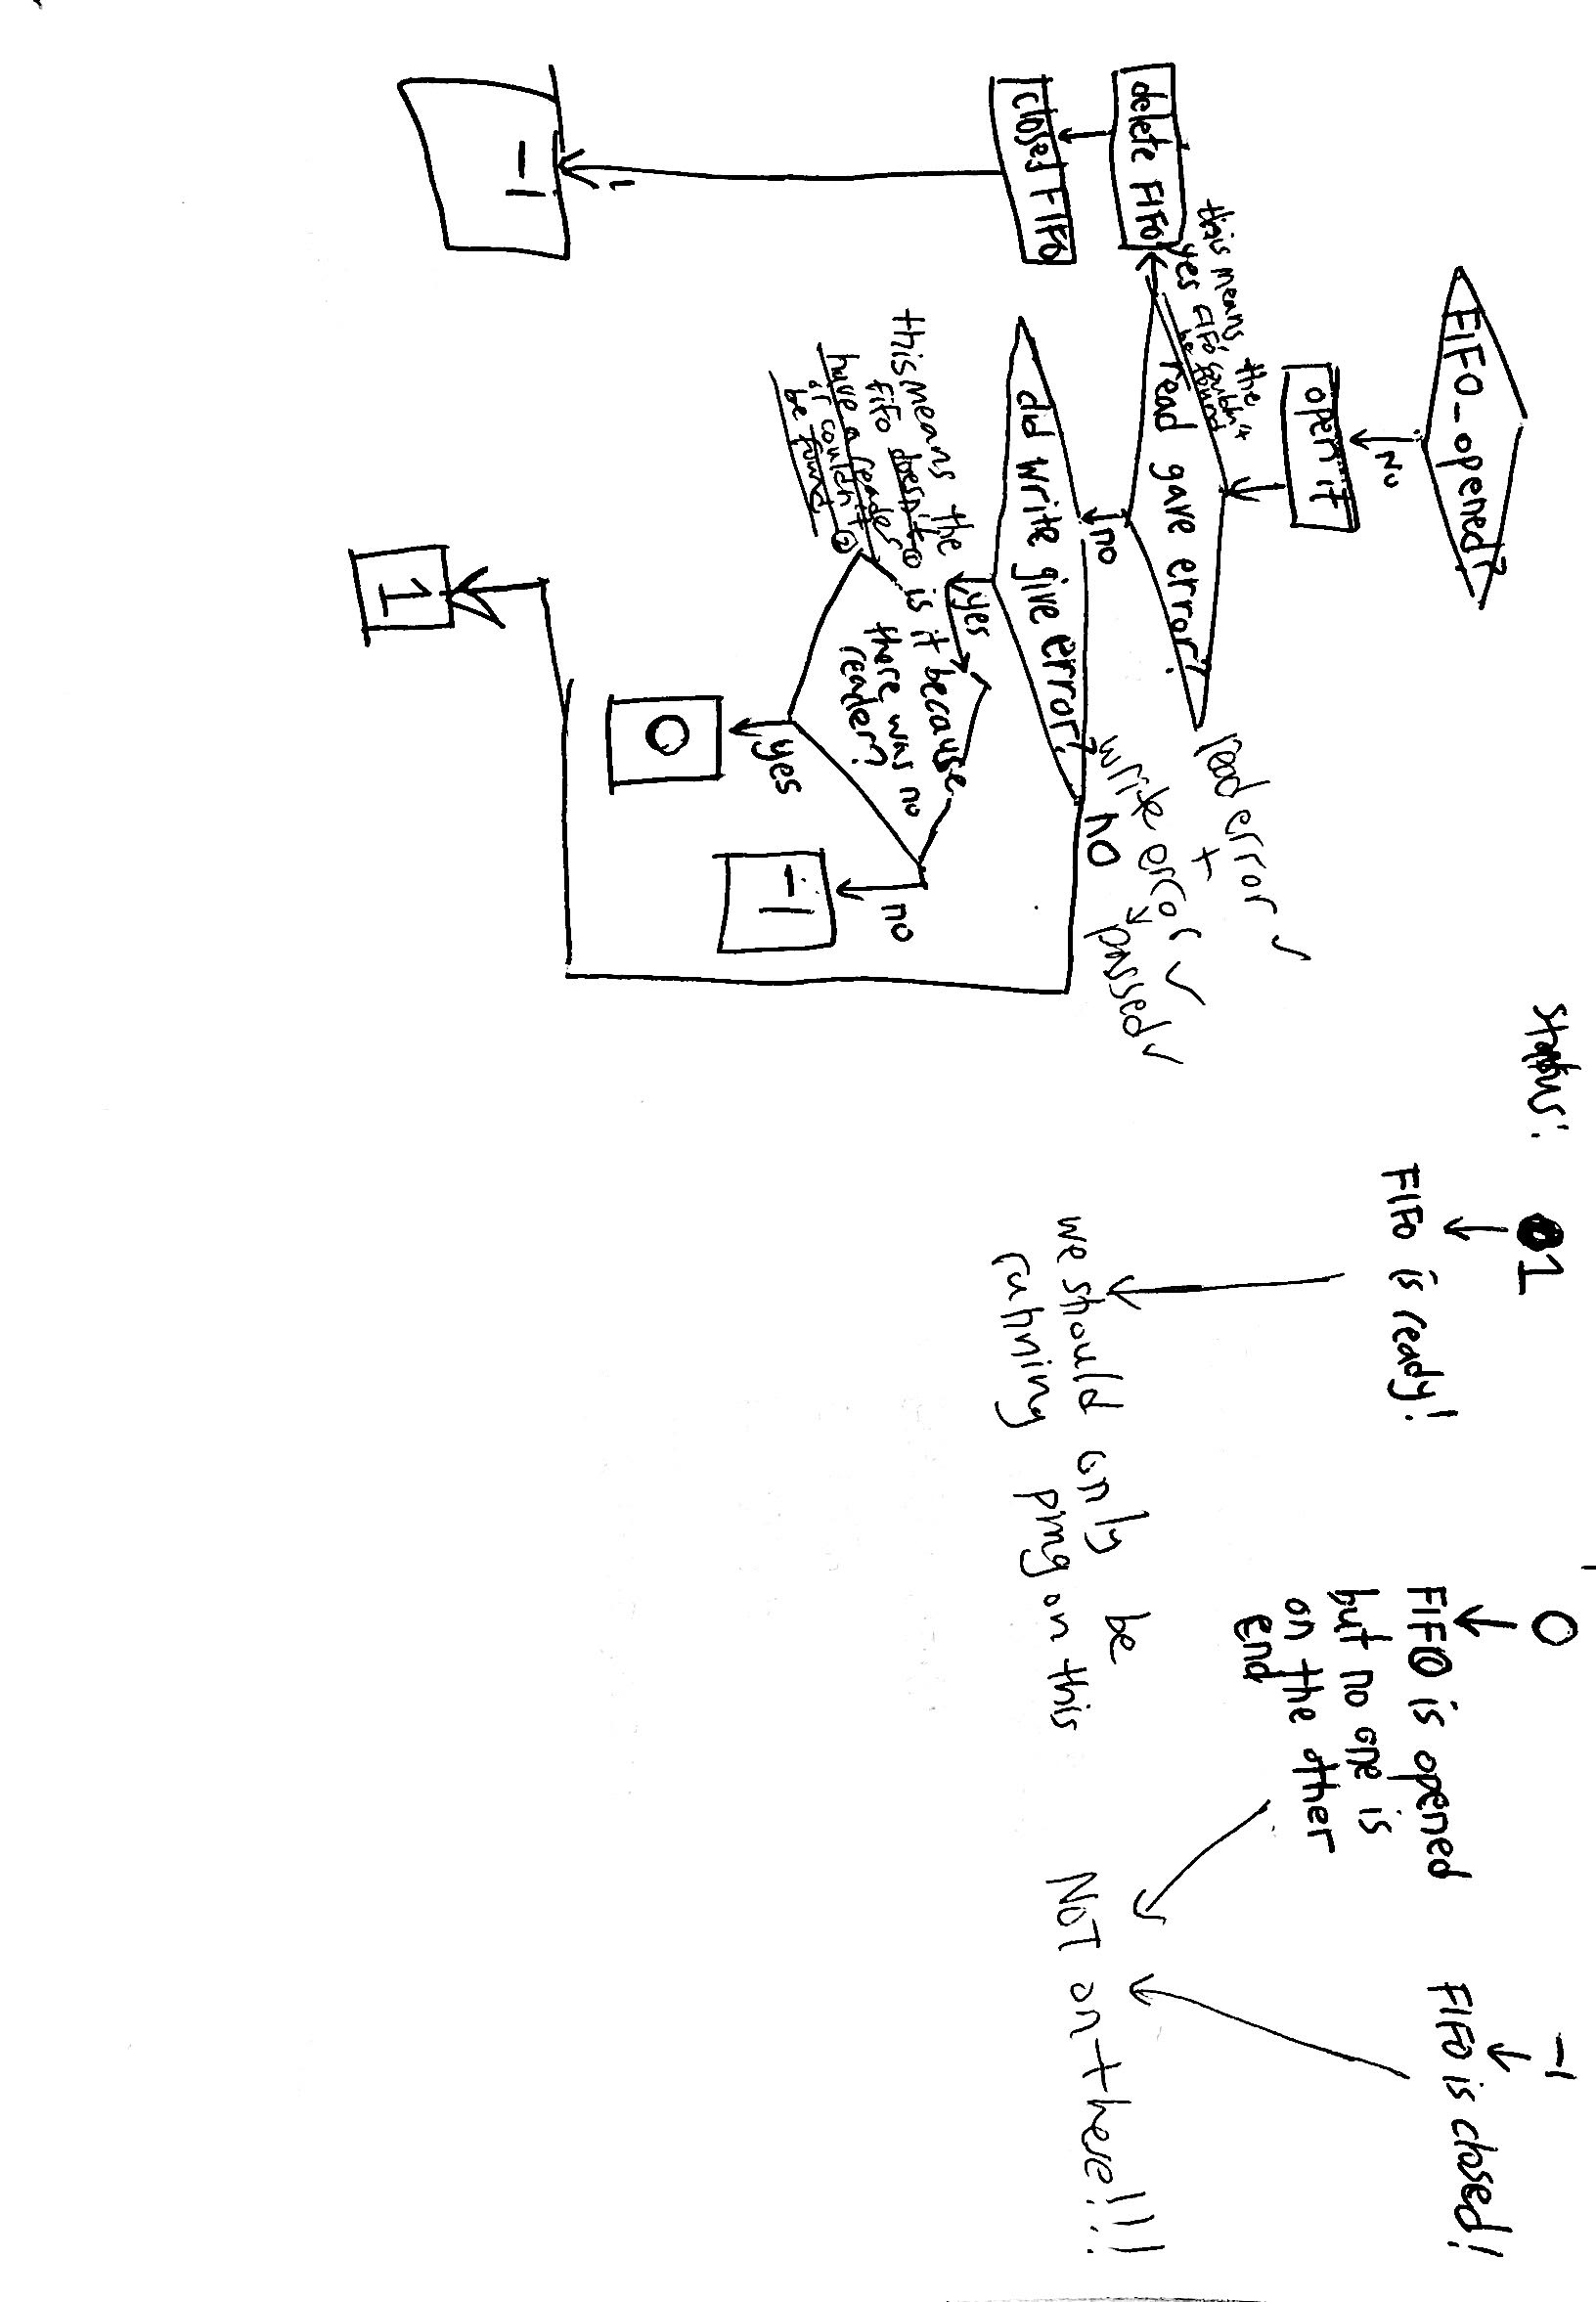 FIFO_opened?
No
open it
this means, the
FIFO couldn't
be found
yes
read gave error?
delete FIFO
closes FIFO
-1
read error ✓
+
write error ✓
passed ✓
no
did write give error?
no
yes
this means the
fifo doesn't ①
have a reader
or couldn't ②
be found
is it because
there was no
reader?
no
-1
yes
0
1
Status:
1
FIFO is ready!
we should only be
running ping on this
0
FIFO is opened
but no one is
on the other
end
-1
FIFO is closed!
NOT on there!!!